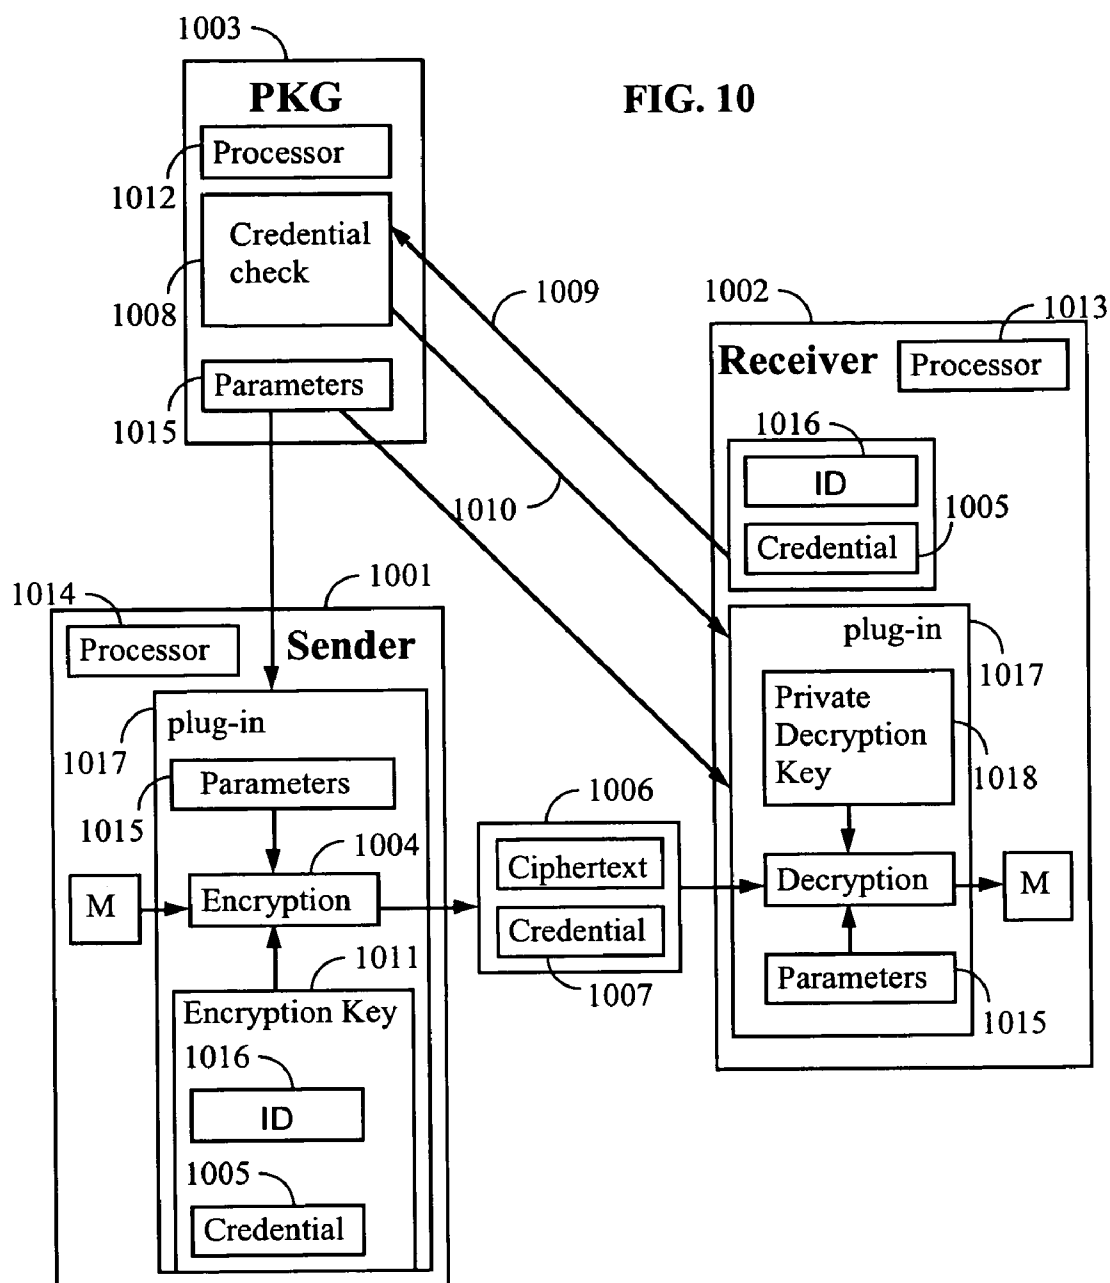 1003
PKG
FIG. 10
Processor
1012
Credential
check
1008
1009
1002
1013
Receiver
Processor
Parameters
1015
1016
ID
1010
1005
Credential
1014
1001
Processor
Sender
plug-in
1017
plug-in
1017
Private
Decryption
Key
1018
Parameters
1015
1006
1004
Ciphertext
M
Encryption
Decryption
M
Credential
1007
1011
Parameters
1015
Encryption Key
1016
ID
1005
Credential